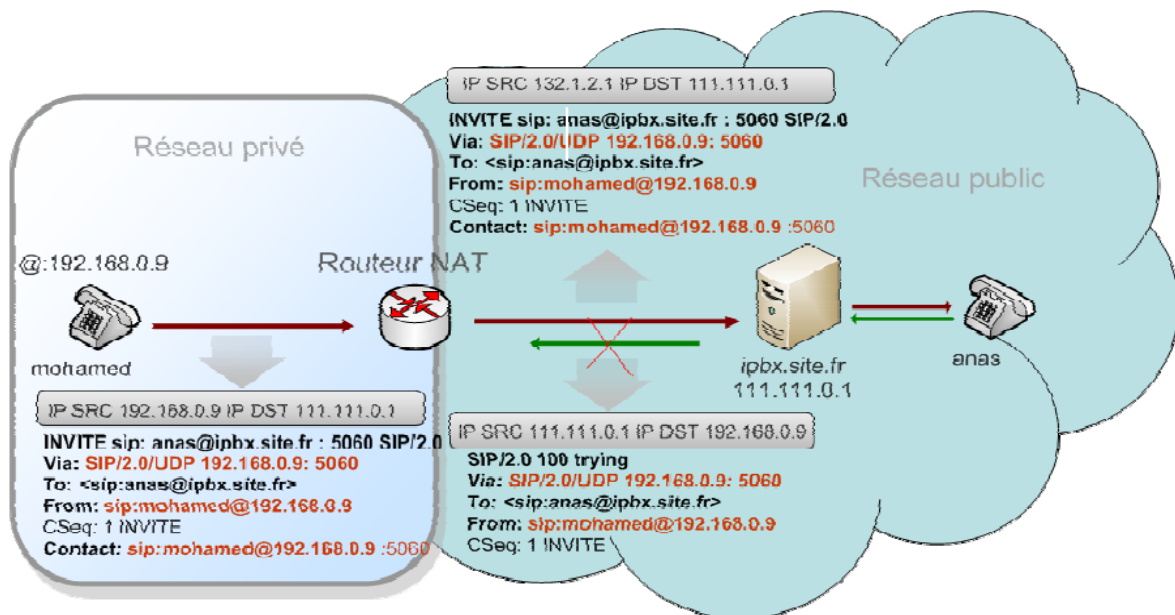 IP SRC 132.1.2.1 IP DST 111.111.0.1
INVITE sip: anas@ipbx.site.fr : 5060 SIP/2.0
Via: SIP/2.0/UDP 192.168.0.9: 5060
To: <sip:anas@ipbx.site.fr>
From: sip:mohamed@192.168.0.9
CSeq: 1 INVITE
Contact: sip:mohamed@192.168.0.9 :5060
Réseau privé
Réseau public
@:192.168.0.9
Routeur NAT
mohamed
ipbx.site.fr
111.111.0.1
anas
IP SRC 192.168.0.9 IP DST 111.111.0.1
INVITE sip: anas@ipbx.site.fr : 5060 SIP/2.0
Via: SIP/2.0/UDP 192.168.0.9: 5060
To: <sip:anas@ipbx.site.fr>
From: sip:mohamed@192.168.0.9
CSeq: 1 INVITE
Contact: sip:mohamed@192.168.0.9 :5060
IP SRC 111.111.0.1 IP DST 192.168.0.9
SIP/2.0 100 trying
Via: SIP/2.0/UDP 192.168.0.9: 5060
To: <sip:anas@ipbx.site.fr>
From: sip:mohamed@192.168.0.9
CSeq: 1 INVITE